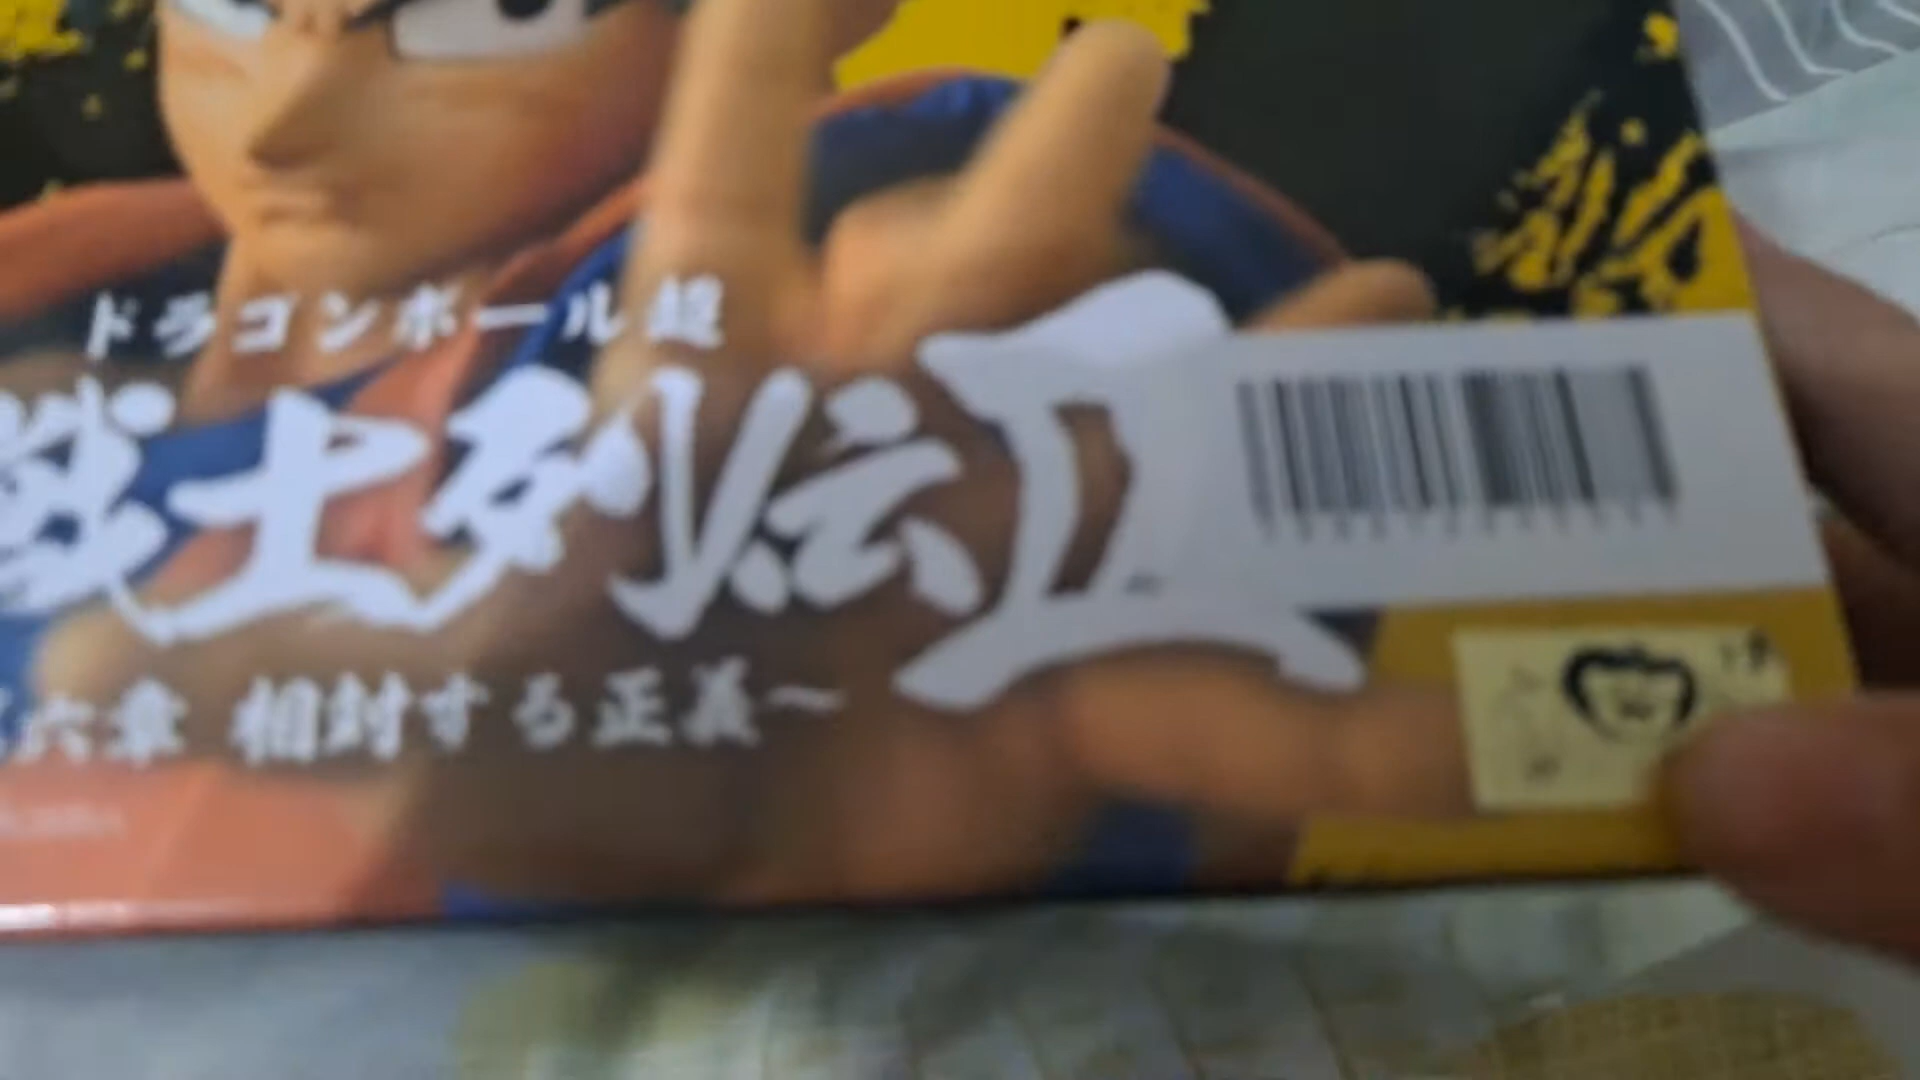 ドラゴンボール超
戦士列伝Ⅱ
六章 相対する正義〜